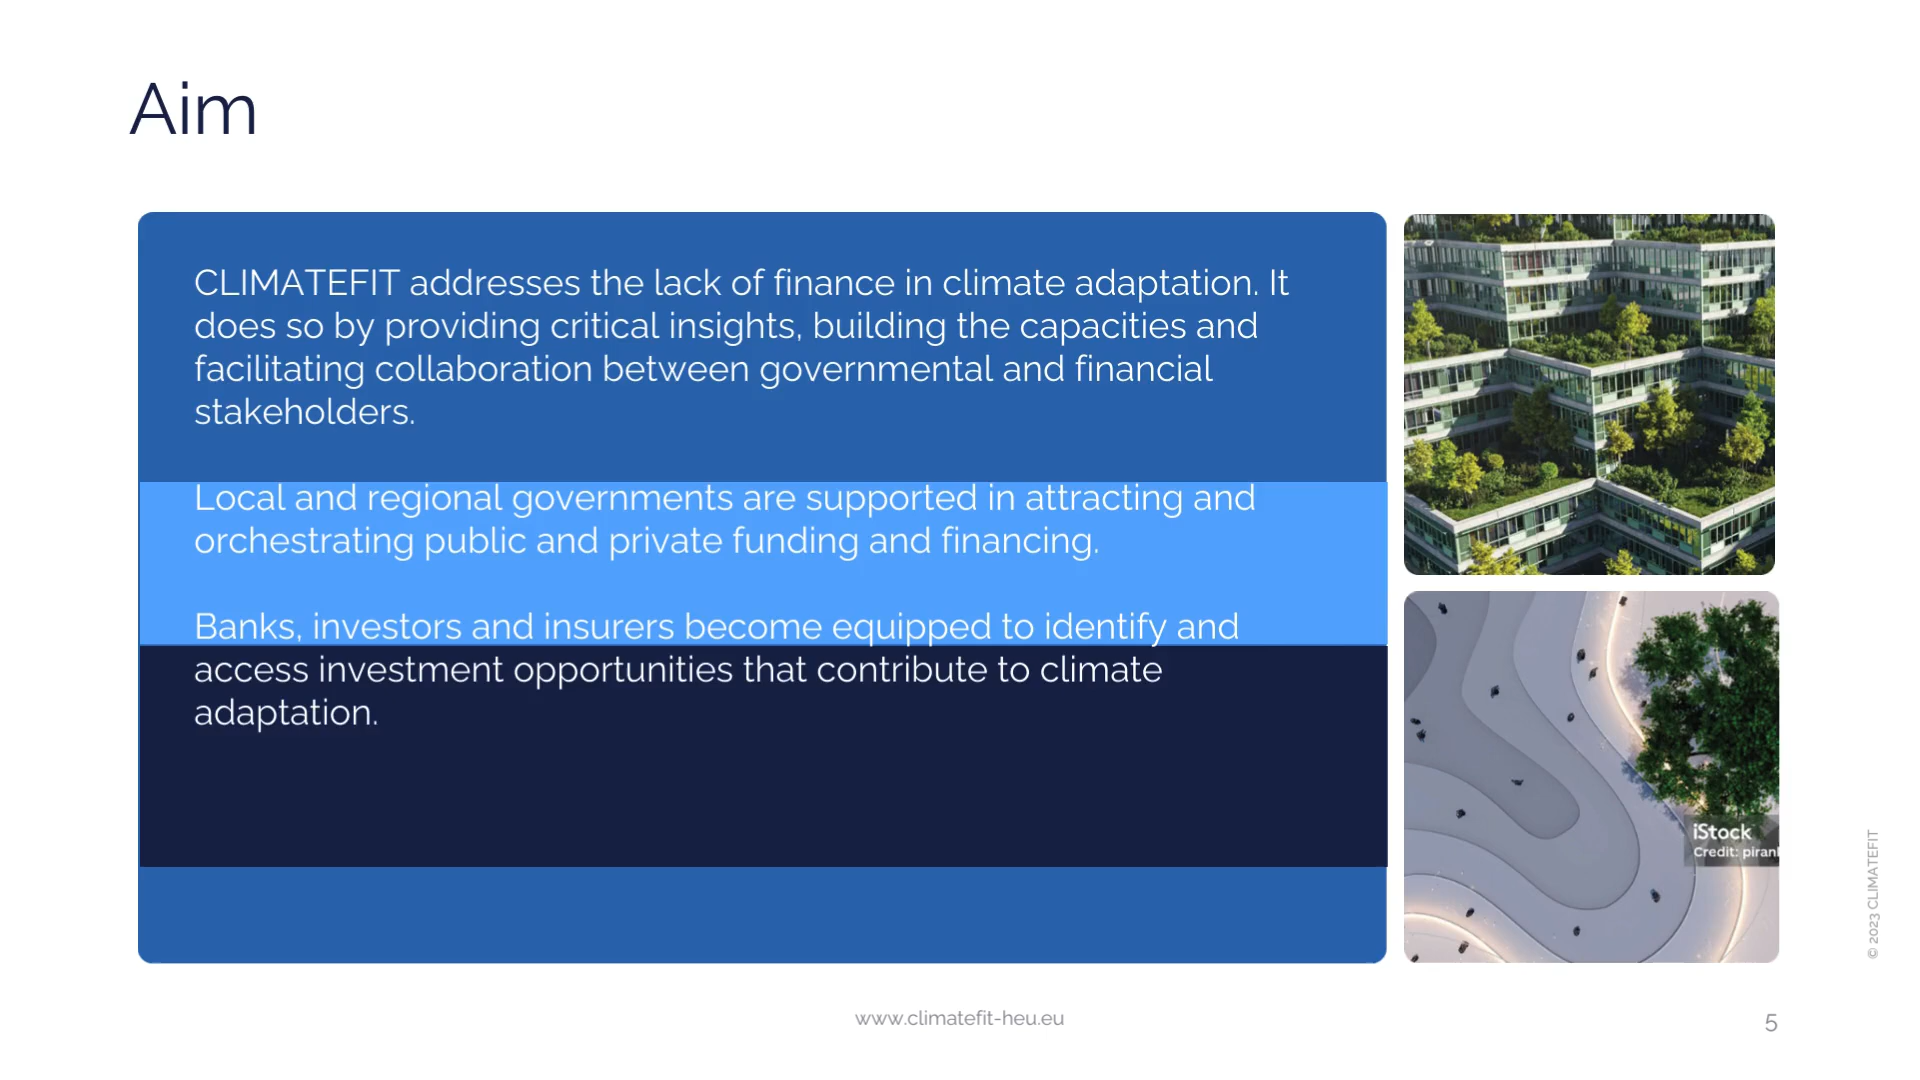 Aim
CLIMATEFIT addresses the lack of finance in climate adaptation. It
does so by providing critical insights, building the capacities and
facilitating collaboration between governmental and financial
stakeholders.
Local and regional governments are supported in attracting and
orchestrating public and private funding and financing.
Banks, investors and insurers become equipped to identify and
access investment opportunities that contribute to climate
adaptation.
iStock
Credit:
© 2023 CLIMATEFIT
www.climatefit-heu.eu
5